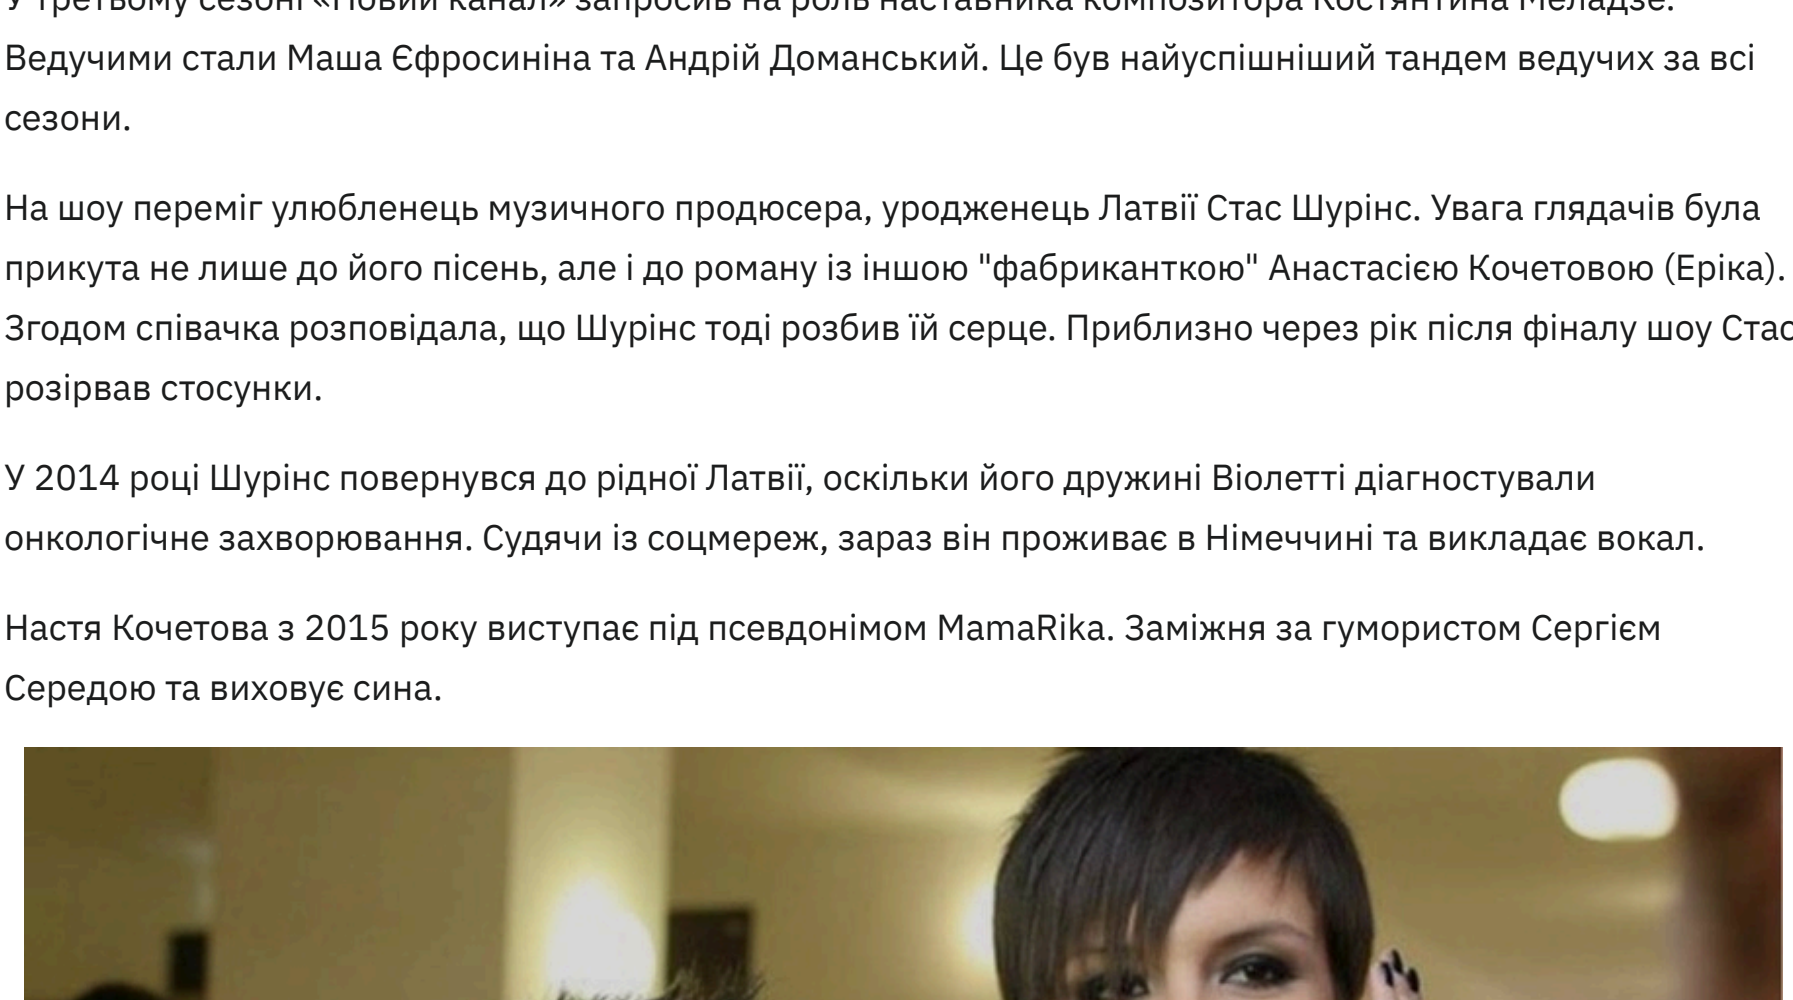 У третьому сезоні «Новий канал» запросив на роль наставника композитора Костянтина Меладзе.
Ведучими стали Маша Єфросиніна та Андрій Доманський. Це був найуспішніший тандем ведучих за всі
сезони.
На шоу переміг улюбленець музичного продюсера, уродженець Латвії Стас Шурінс. Увага глядачів була
прикута не лише до його пісень, але і до роману із іншою "фабриканткою" Анастасією Кочетовою (Еріка).
Згодом співачка розповідала, що Шурінс тоді розбив їй серце. Приблизно через рік після фіналу шоу Стас
розірвав стосунки.
У 2014 році Шурінс повернувся до рідної Латвії, оскільки його дружині Віолетті діагностували
онкологічне захворювання. Судячи із соцмереж, зараз він проживає в Німеччині та викладає вокал.
Настя Кочетова з 2015 року виступає під псевдонімом MamaRika. Заміжня за гумористом Сергієм
Середою та виховує сина.